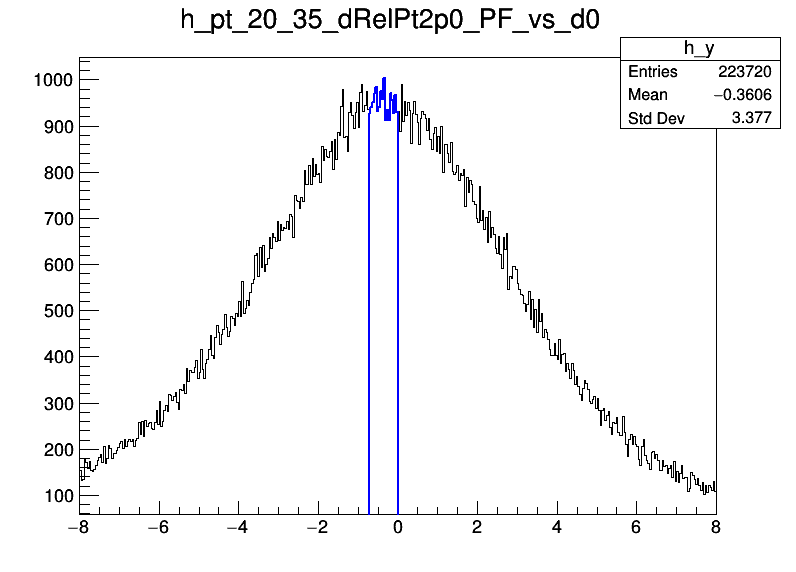 h_pt_20_35_dRelPt2p0_PF_vs_d0
h_y
Entries 223720
Mean −0.3606
Std Dev 3.377
1000
900
800
700
600
500
400
300
200
100
−8 −6 −4 −2 0 2 4 6 8